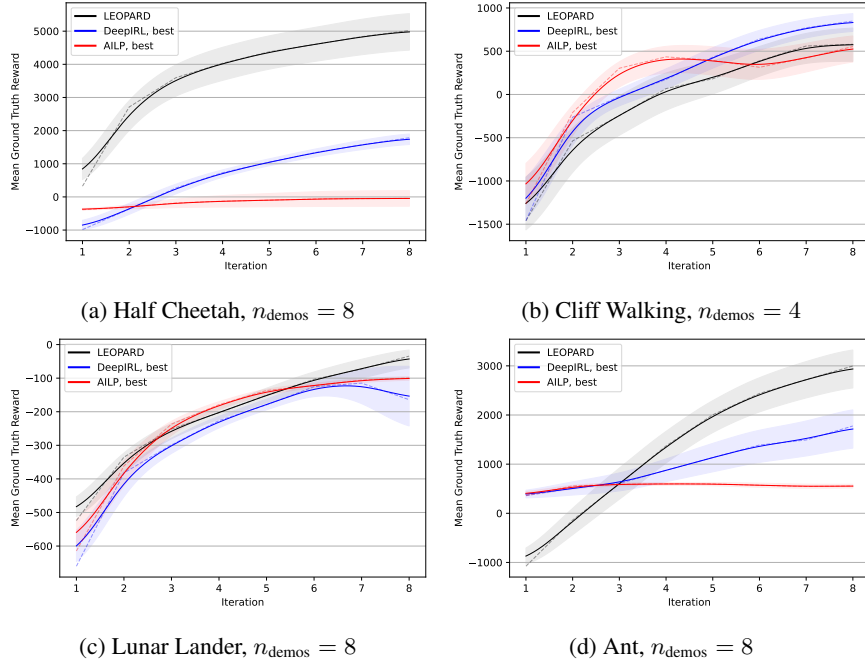 LEOPARD
DeepIRL, best
AILP, best
Mean Ground Truth Reward
5000
4000
3000
2000
1000
0
−1000
1 2 3 4 5 6 7 8
Iteration
(a) Half Cheetah, n_demos = 8
LEOPARD
DeepIRL, best
AILP, best
Mean Ground Truth Reward
1000
500
0
−500
−1000
−1500
1 2 3 4 5 6 7 8
Iteration
(b) Cliff Walking, n_demos = 4
LEOPARD
DeepIRL, best
AILP, best
Mean Ground Truth Reward
0
−100
−200
−300
−400
−500
−600
1 2 3 4 5 6 7 8
Iteration
(c) Lunar Lander, n_demos = 8
LEOPARD
DeepIRL, best
AILP, best
Mean Ground Truth Reward
3000
2000
1000
0
−1000
1 2 3 4 5 6 7 8
Iteration
(d) Ant, n_demos = 8